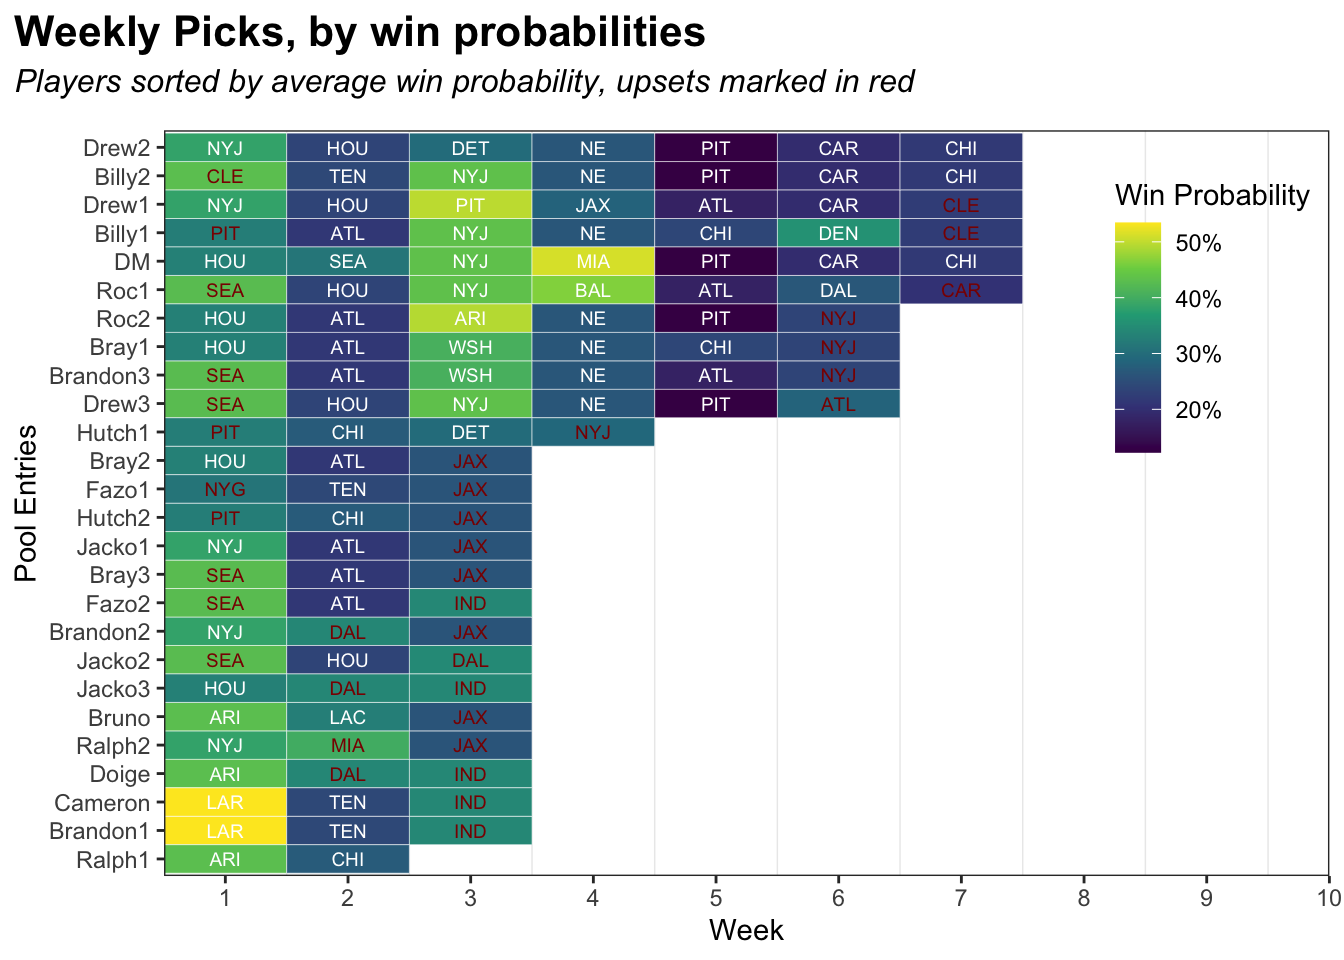 Weekly Picks, by win probabilities
Players sorted by average win probability, upsets marked in red
Drew2 NYJ HOU DET NE PIT CAR CHI
Billy2 CLE TEN NYJ NE PIT CAR CHI
Drew1 NYJ HOU PIT JAX ATL CAR CLE
Billy1 PIT ATL NYJ NE CHI DEN CLE
DM HOU SEA NYJ MIA PIT CAR CHI
Roc1 SEA HOU NYJ BAL ATL DAL CAR
Roc2 HOU ATL ARI NE PIT NYJ
Bray1 HOU ATL WSH NE CHI NYJ
Brandon3 SEA ATL WSH NE ATL NYJ
Drew3 SEA HOU NYJ NE PIT ATL
Hutch1 PIT CHI DET NYJ
Bray2 HOU ATL JAX
Fazo1 NYG TEN JAX
Hutch2 PIT CHI JAX
Jacko1 NYJ ATL JAX
Bray3 SEA ATL JAX
Fazo2 SEA ATL IND
Brandon2 NYJ DAL JAX
Jacko2 SEA HOU DAL
Jacko3 HOU DAL IND
Bruno ARI LAC JAX
Ralph2 NYJ MIA JAX
Doige ARI DAL IND
Cameron LAR TEN IND
Brandon1 LAR TEN IND
Ralph1 ARI CHI
1 2 3 4 5 6 7 8 9 10
Week
Pool Entries
Win Probability
50%
40%
30%
20%